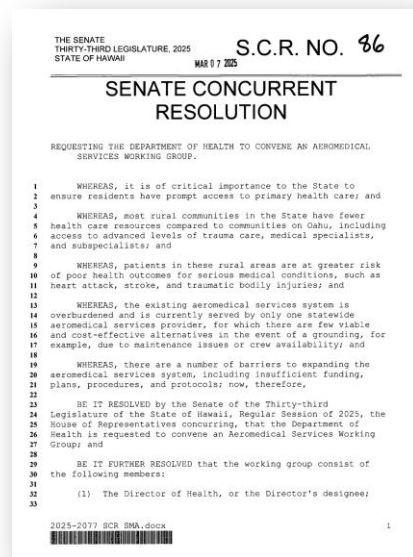 THE SENATE
THIRTY-THIRD LEGISLATURE, 2025
STATE OF HAWAII
S.C.R. NO. 86
MAR 07 2025
SENATE CONCURRENT
RESOLUTION
REQUESTING THE DEPARTMENT OF HEALTH TO CONVENE AN AEROMEDICAL
SERVICES WORKING GROUP.
1 WHEREAS, it is of critical importance to the State to
2 ensure residents have prompt access to primary health care; and
3
4 WHEREAS, most rural communities in the State have fewer
5 health care resources compared to communities on Oahu, including
6 access to advanced levels of trauma care, medical specialists,
7 and subspecialists; and
8
9 WHEREAS, patients in these rural areas are at greater risk
10 of poor health outcomes for serious medical conditions, such as
11 heart attack, stroke, and traumatic bodily injuries; and
12
13 WHEREAS, the existing aeromedical services system is
14 overburdened and is currently served by only one statewide
15 aeromedical services provider, for which there are few viable
16 and cost-effective alternatives in the event of a grounding, for
17 example, due to maintenance issues or crew availability; and
18
19 WHEREAS, there are a number of barriers to expanding the
20 aeromedical services system, including insufficient funding,
21 plans, procedures, and protocols; now, therefore,
22
23 BE IT RESOLVED by the Senate of the Thirty-third
24 Legislature of the State of Hawaii, Regular Session of 2025, the
25 House of Representatives concurring, that the Department of
26 Health is requested to convene an Aeromedical Services Working
27 Group; and
28
29 BE IT FURTHER RESOLVED that the working group consist of
30 the following members:
31
32 (1) The Director of Health, or the Director's designee;
33
2025-2077 SCR SMA.docx
1